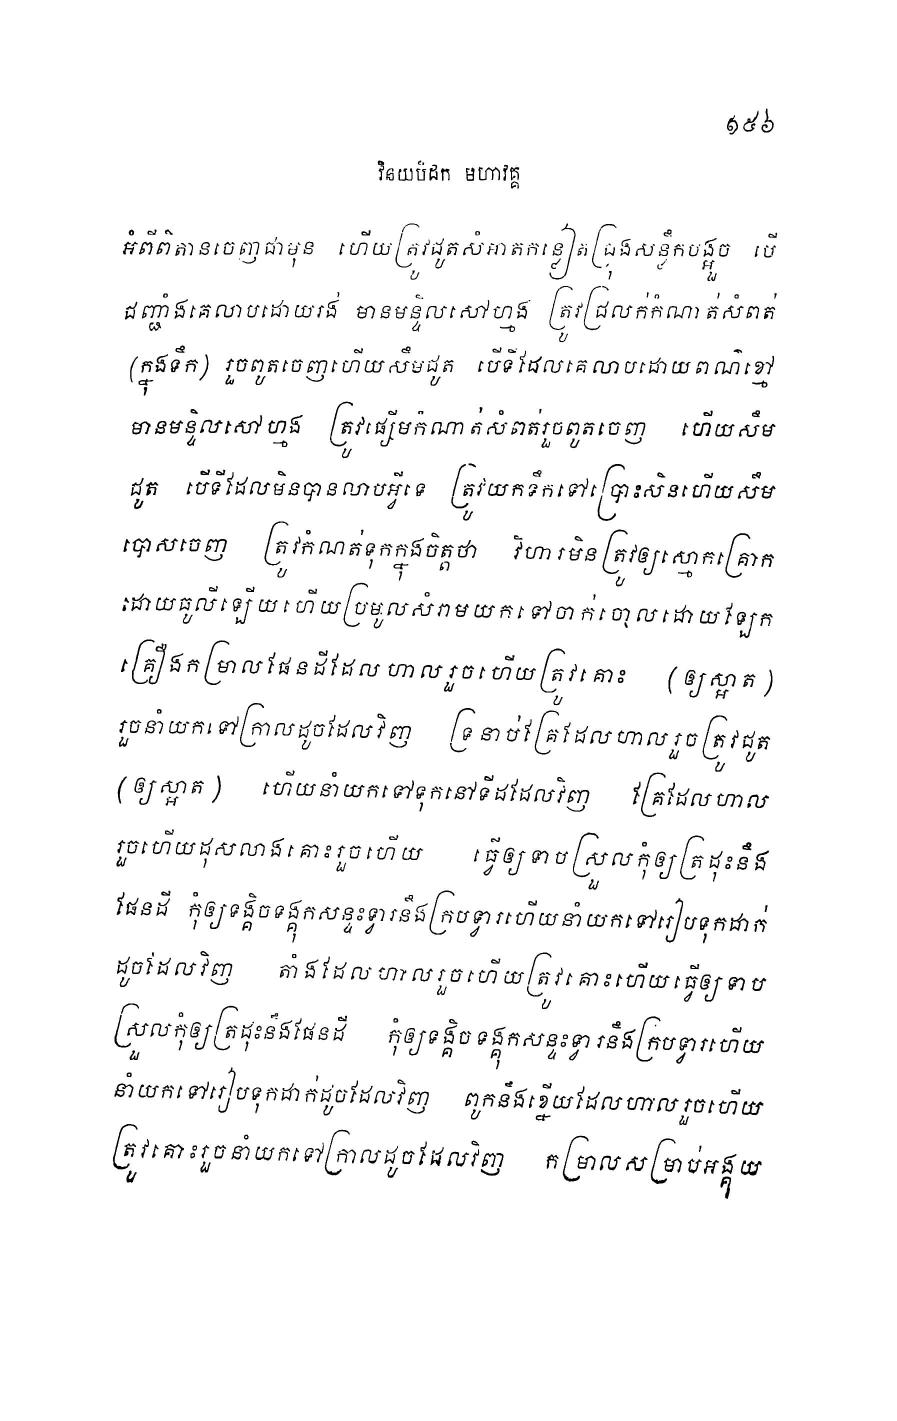 ១៥៦
វិនយបិដក មហាវគ្គ
អំពីពិតានចេញជាមុន ហើយត្រូវជូតសំអាតកន្លៀតជ្រុងសន្ទឹកបង្អួច បើ
ជញ្ជាំងគេលាបដោយរង់ មានមន្ទិលសៅហ្មង ត្រូវជ្រលក់កំណាត់សំពត់
(ក្នុងទឹក) រួចពូតចេញហើយសឹមជូត បើទីដែលគេលាបដោយពណ៌ខ្មៅ
មានមន្ទិលសៅហ្មង ត្រូវផ្សើមកំណាត់សំពត់រួចពូតចេញ ហើយសឹម
ជូត បើទីដែលមិនបានលាបអ្វីទេ ត្រូវយកទឹកទៅប្រោះសិនហើយសឹម
បោសចេញ ត្រូវកំណត់ទុកក្នុងចិត្តថា វិហារមិនត្រូវឲ្យស្មោកគ្រោក
ដោយធូលីឡើយហើយប្រមូលសំរាមយកទៅចាក់ចោលដោយឡែក
គ្រឿងកម្រាលផែនដីដែលហាលរួចហើយត្រូវគោះ (ឲ្យស្អាត)
រួចនាំយកទៅក្រាលដូចដែលវិញ ទ្រនាប់គ្រែដែលហាលរួចត្រូវជូត
(ឲ្យស្អាត) ហើយនាំយកទៅទុកនៅទីដដែលវិញ គ្រែដែលហាល
រួចហើយដុសលាងគោះរួចហើយ ធ្វើឲ្យទាបស្រួលកុំឲ្យត្រដុះនឹង
ផែនដី កុំឲ្យទង្គិចទង្គុកសន្ទះទ្វារនឹងក្របទ្វារហើយនាំយកទៅរៀបទុកដាក់
ដូចដែលវិញ តាំងដែលហាលរួចហើយត្រូវគោះហើយធ្វើឲ្យទាប
ស្រួលកុំឲ្យត្រដុះនឹងផែនដី កុំឲ្យទង្គិចទង្គុកសន្ទះទ្វារនឹងក្របទ្វារហើយ
នាំយកទៅរៀបទុកដាក់ដូចដែលវិញ ពូកនឹងខ្នើយដែលហាលរួចហើយ
ត្រូវគោះរួចនាំយកទៅក្រាលដូចដែលវិញ កម្រាលសម្រាប់អង្គុយ